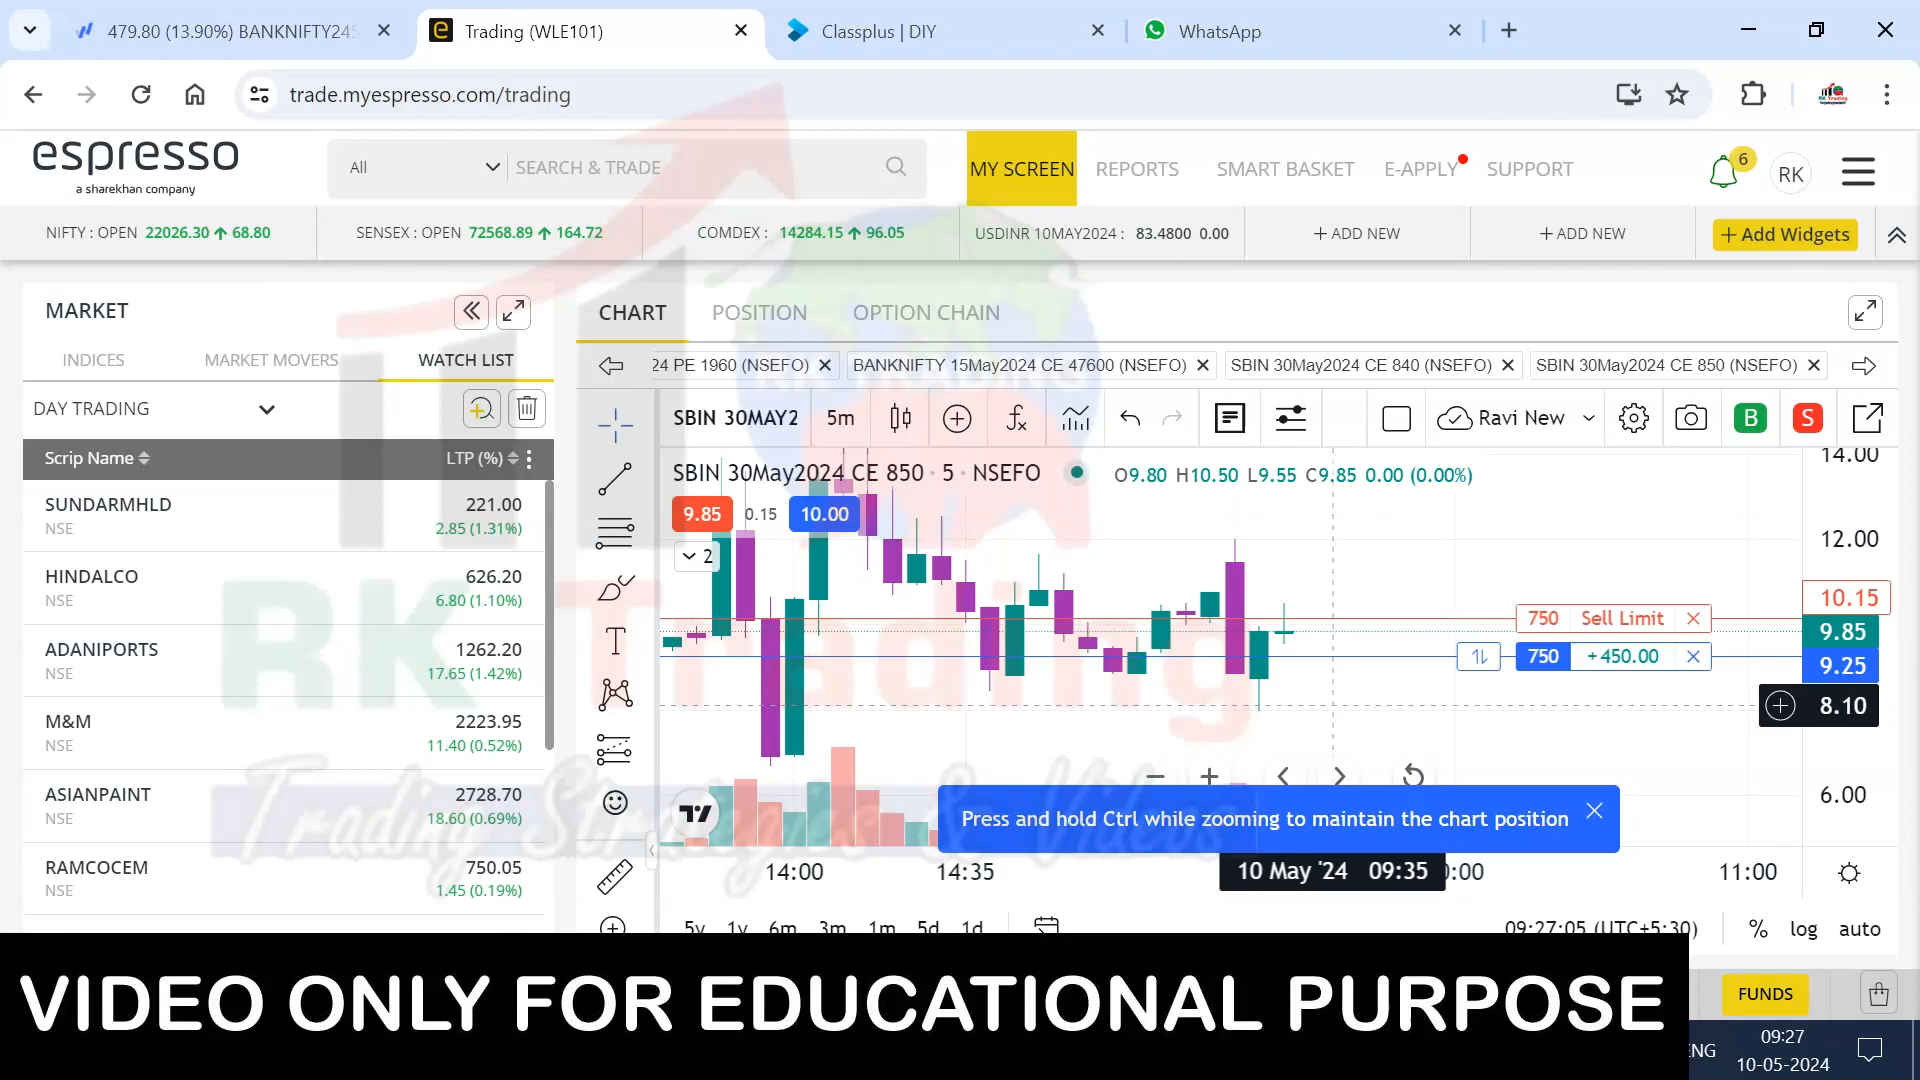 479.80 (13.90%) BANKNIFTY245
Trading (WLE101)
Classplus | DIY
WhatsApp
trade.myespresso.com/trading
espresso
a sharekhan company
All
SEARCH & TRADE
MY SCREEN
REPORTS
SMART BASKET
E-APPLY
SUPPORT
6
RK
NIFTY : OPEN 22026.30 68.80
SENSEX : OPEN 72568.89 164.72
COMDEX : 14284.15 96.05
USDINR 10MAY2024 : 83.4800 0.00
+ ADD NEW
+ ADD NEW
+ Add Widgets
MARKET
INDICES
MARKET MOVERS
WATCH LIST
DAY TRADING
Scrip Name
LTP (%)
SUNDARMHLD 221.00
NSE 2.85 (1.31%)
HINDALCO 626.20
NSE 6.80 (1.10%)
ADANIPORTS 1262.20
NSE 17.65 (1.42%)
M&M 2223.95
NSE 11.40 (0.52%)
ASIANPAINT 2728.70
NSE 18.60 (0.69%)
RAMCOCEM 750.05
NSE 1.45 (0.19%)
CHART
POSITION
OPTION CHAIN
24 PE 1960 (NSEFO)
BANKNIFTY 15May2024 CE 47600 (NSEFO)
SBIN 30May2024 CE 840 (NSEFO)
SBIN 30May2024 CE 850 (NSEFO)
SBIN 30MAY2
5m
Ravi New
B
S
SBIN 30May2024 CE 850 · 5 · NSEFO
O9.80 H10.50 L9.55 C9.85 0.00 (0.00%)
9.85 0.15 10.00
2
14.00
12.00
10.15
9.85
9.25
8.10
6.00
750 Sell Limit
750 +450.00
Press and hold Ctrl while zooming to maintain the chart position
14:00
14:35
10 May '24 09:35
0:00
11:00
5y 1y 6m 3m 1m 5d 1d
09:27:05 (UTC+5:30)
% log auto
RK Trading
Trading Strategies & Videos
VIDEO ONLY FOR EDUCATIONAL PURPOSE
FUNDS
ENG
09:27
10-05-2024